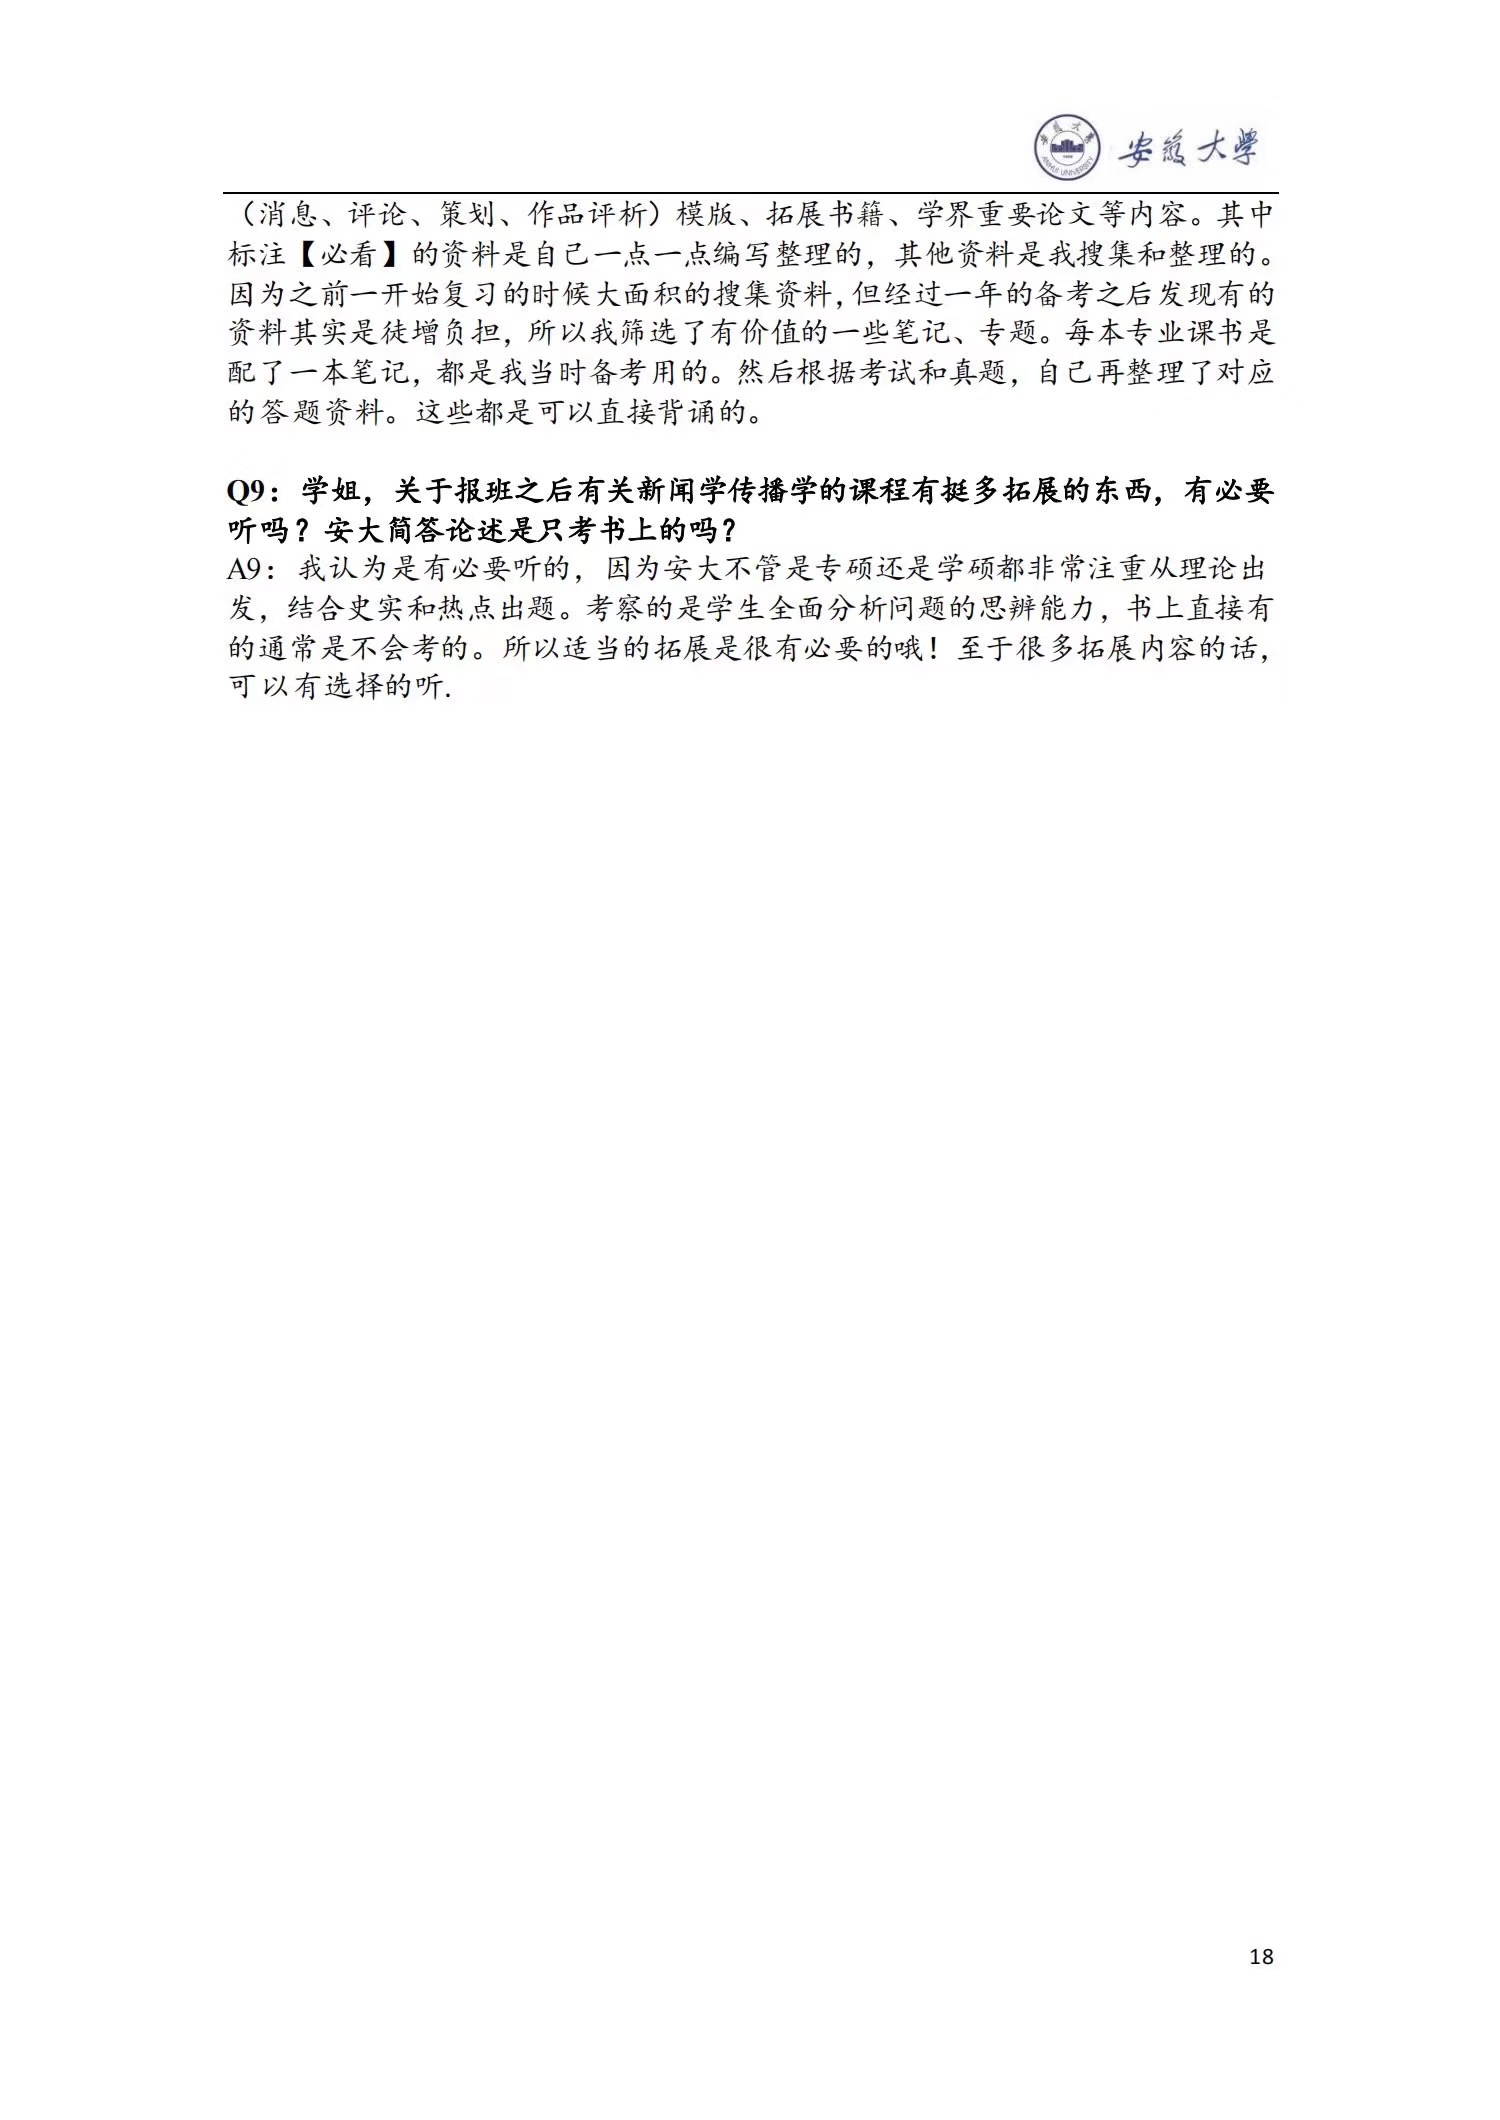 安徽大學
ANHUI UNIVERSITY
（消息、评论、策划、作品评析）模版、拓展书籍、学界重要论文等内容。其中
标注【必看】的资料是自己一点一点编写整理的，其他资料是我搜集和整理的。
因为之前一开始复习的时候大面积的搜集资料，但经过一年的备考之后发现有的
资料其实是徒增负担，所以我筛选了有价值的一些笔记、专题。每本专业课书是
配了一本笔记，都是我当时备考用的。然后根据考试和真题，自己再整理了对应
的答题资料。这些都是可以直接背诵的。
Q9：学姐，关于报班之后有关新闻学传播学的课程有挺多拓展的东西，有必要
听吗？安大简答论述是只考书上的吗？
A9：我认为是有必要听的，因为安大不管是专硕还是学硕都非常注重从理论出
发，结合史实和热点出题。考察的是学生全面分析问题的思辨能力，书上直接有
的通常是不会考的。所以适当的拓展是很有必要的哦！至于很多拓展内容的话，
可以有选择的听.
18